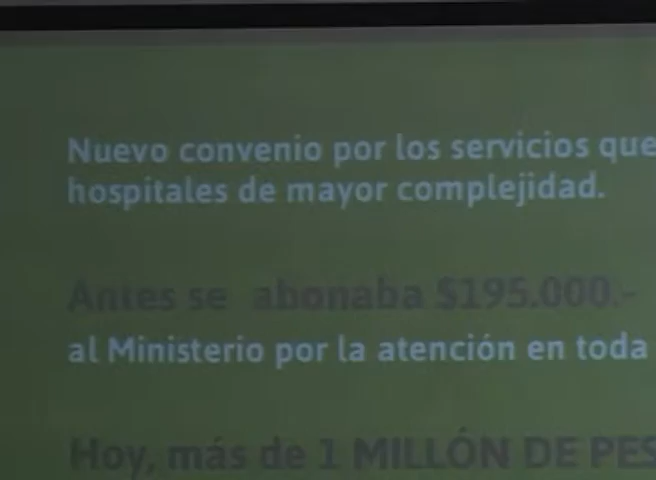 Nuevo convenio por los servicios que
hospitales de mayor complejidad.
Antes se abonaba $195.000.-
al Ministerio por la atención en toda
Hoy, más de 1 MILLÓN DE PES